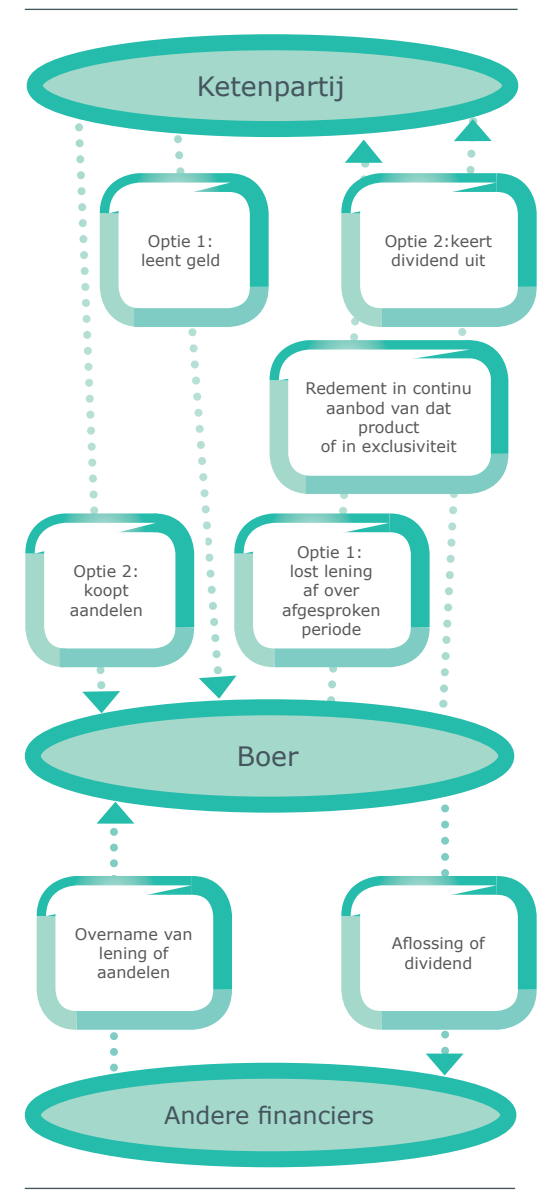 Ketenpartij
Optie 1:
leent geld
Optie 2:keert
dividend uit
Redement in continu
aanbod van dat
product
of in exclusiviteit
Optie 2:
koopt
aandelen
Optie 1:
lost lening
af over
afgesproken
periode
Boer
Overname van
lening of
aandelen
Aflossing of
dividend
Andere financiers